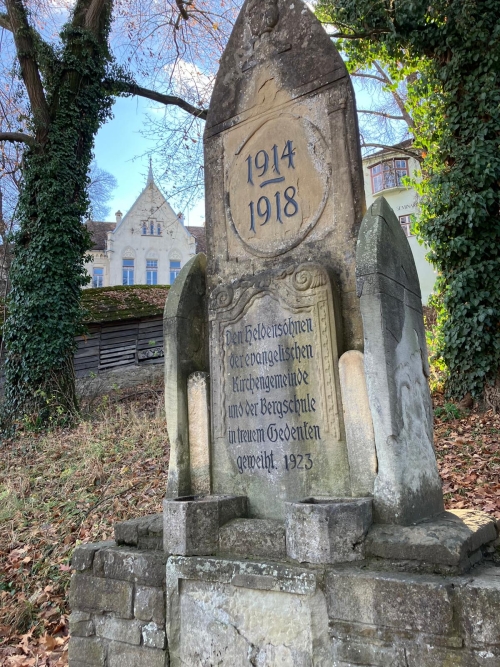 1914
1918
Den Heldensöhnen
der evangelischen
Kirchengemeinde
und der Bergschule
in treuem Gedenken
geweiht. 1923